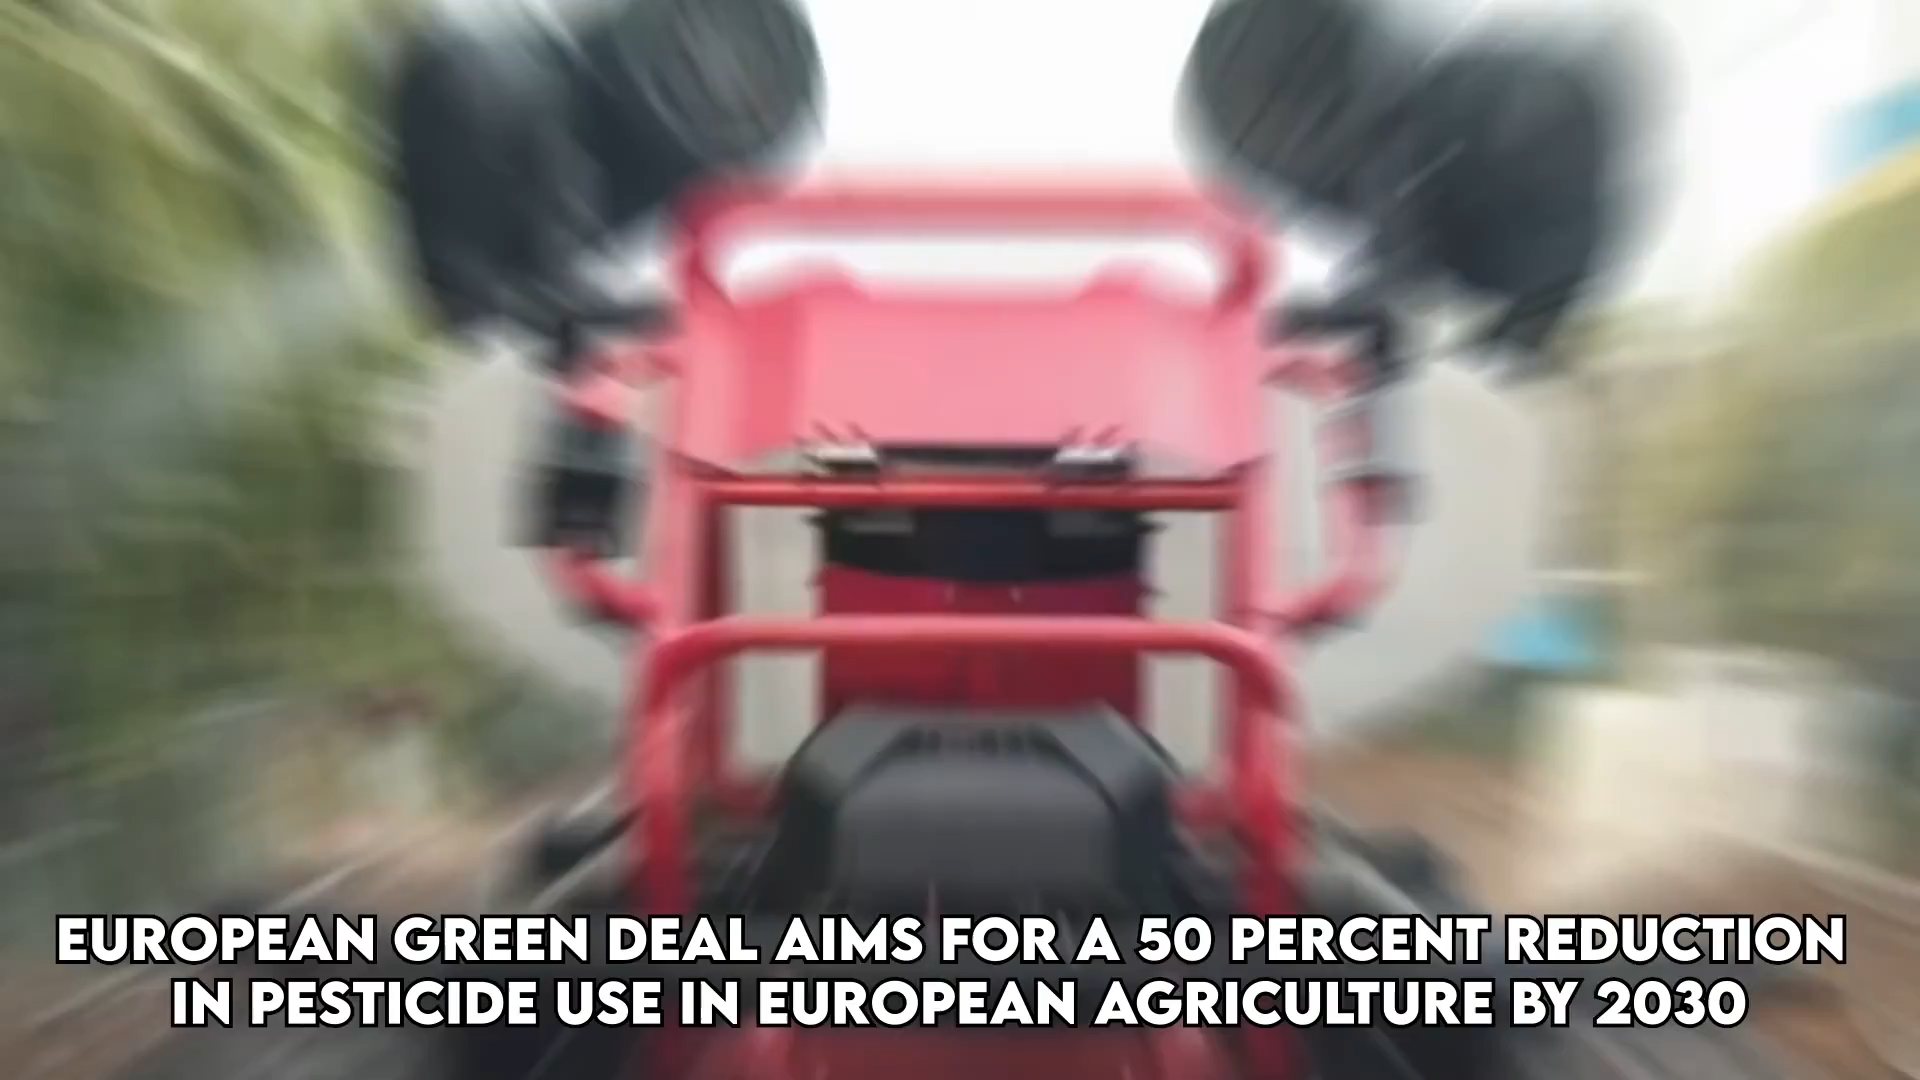 EUROPEAN GREEN DEAL AIMS FOR A 50 PERCENT REDUCTION
IN PESTICIDE USE IN EUROPEAN AGRICULTURE BY 2030